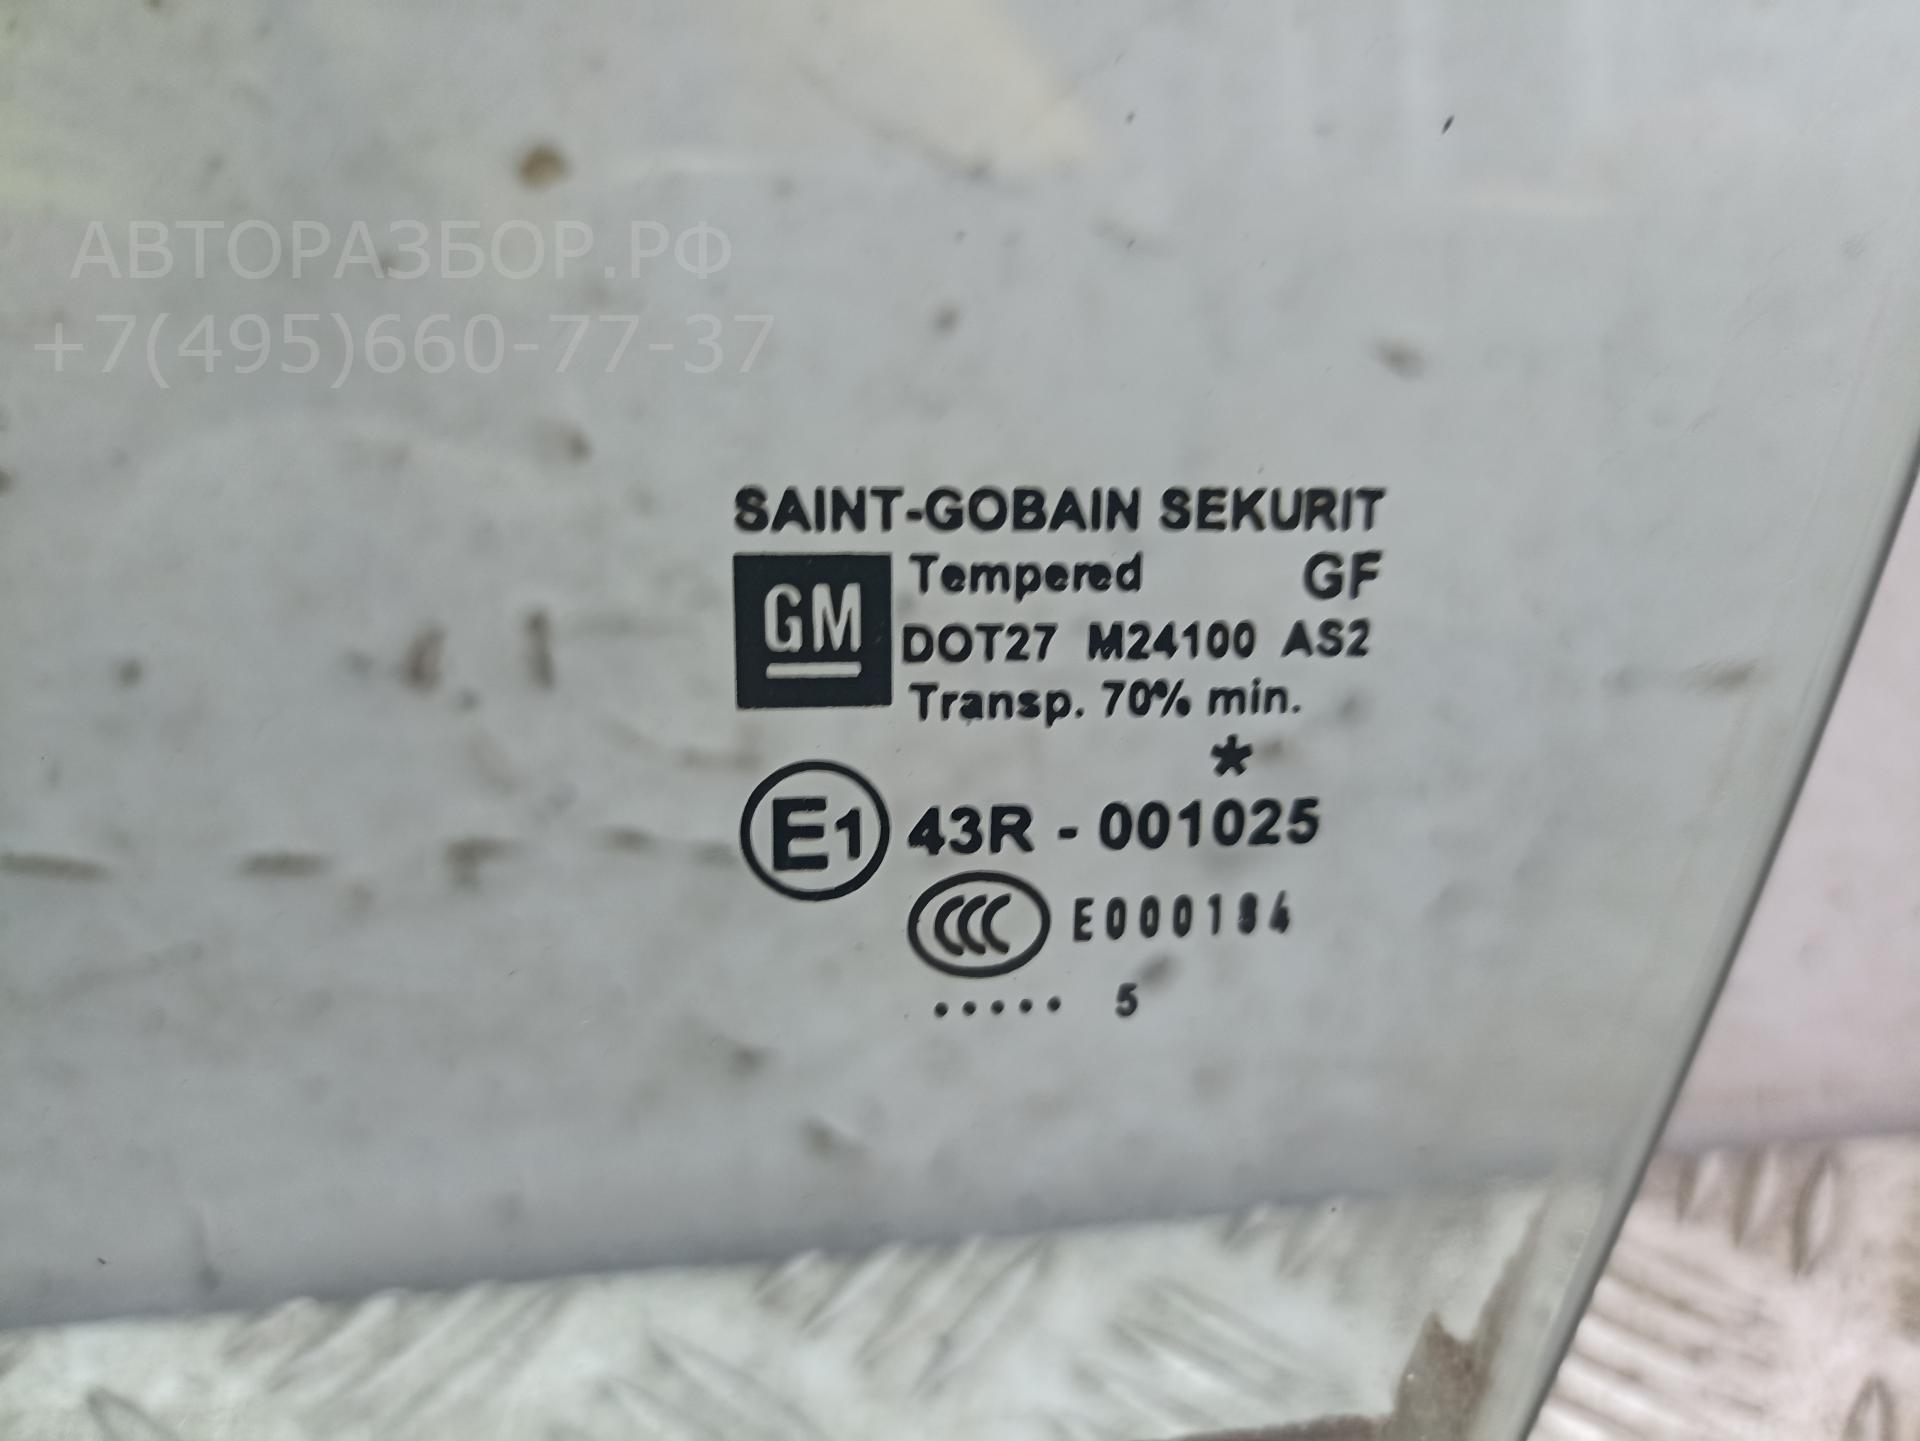 АВТОРАЗБОР.РФ
+7(495)660-77-37
SAINT-GOBAIN SEKURIT
GM
Tempered GF
DOT27 M24100 AS2
Transp. 70% min.
*
E1 43R - 001025
CCC E000184
..... 5